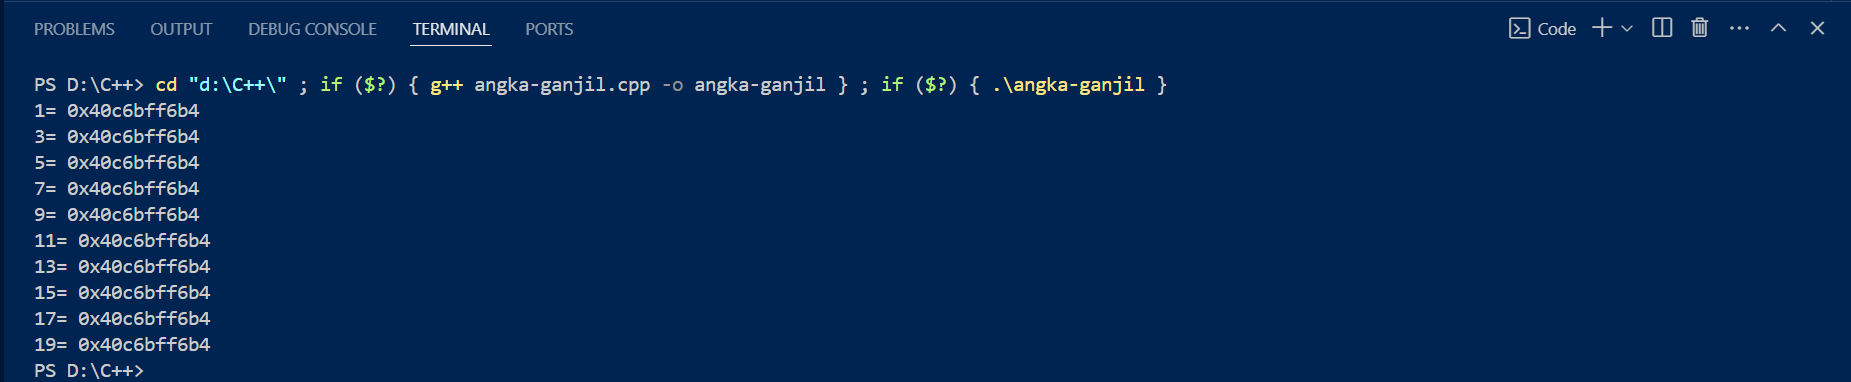 PROBLEMS OUTPUT DEBUG CONSOLE TERMINAL PORTS Code
PS D:\C++> cd "d:\C++\" ; if ($?) { g++ angka-ganjil.cpp -o angka-ganjil } ; if ($?) { .\angka-ganjil }
1= 0x40c6bff6b4
3= 0x40c6bff6b4
5= 0x40c6bff6b4
7= 0x40c6bff6b4
9= 0x40c6bff6b4
11= 0x40c6bff6b4
13= 0x40c6bff6b4
15= 0x40c6bff6b4
17= 0x40c6bff6b4
19= 0x40c6bff6b4
PS D:\C++>